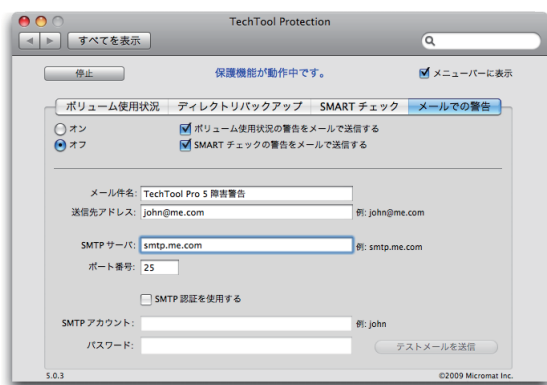 TechTool Protection
すべてを表示
停止 保護機能が動作中です。 メニューバーに表示
ボリューム使用状況 ディレクトリバックアップ SMART チェック メールでの警告
オン ボリューム使用状況の警告をメールで送信する
オフ SMART チェックの警告をメールで送信する
メール件名: TechTool Pro 5 障害警告
送信先アドレス: john@me.com 例: john@me.com
SMTP サーバ: smtp.me.com 例: smtp.me.com
ポート番号: 25
SMTP 認証を使用する
SMTP アカウント: 例: john
パスワード: テストメールを送信
5.0.3 ©2009 Micromat Inc.